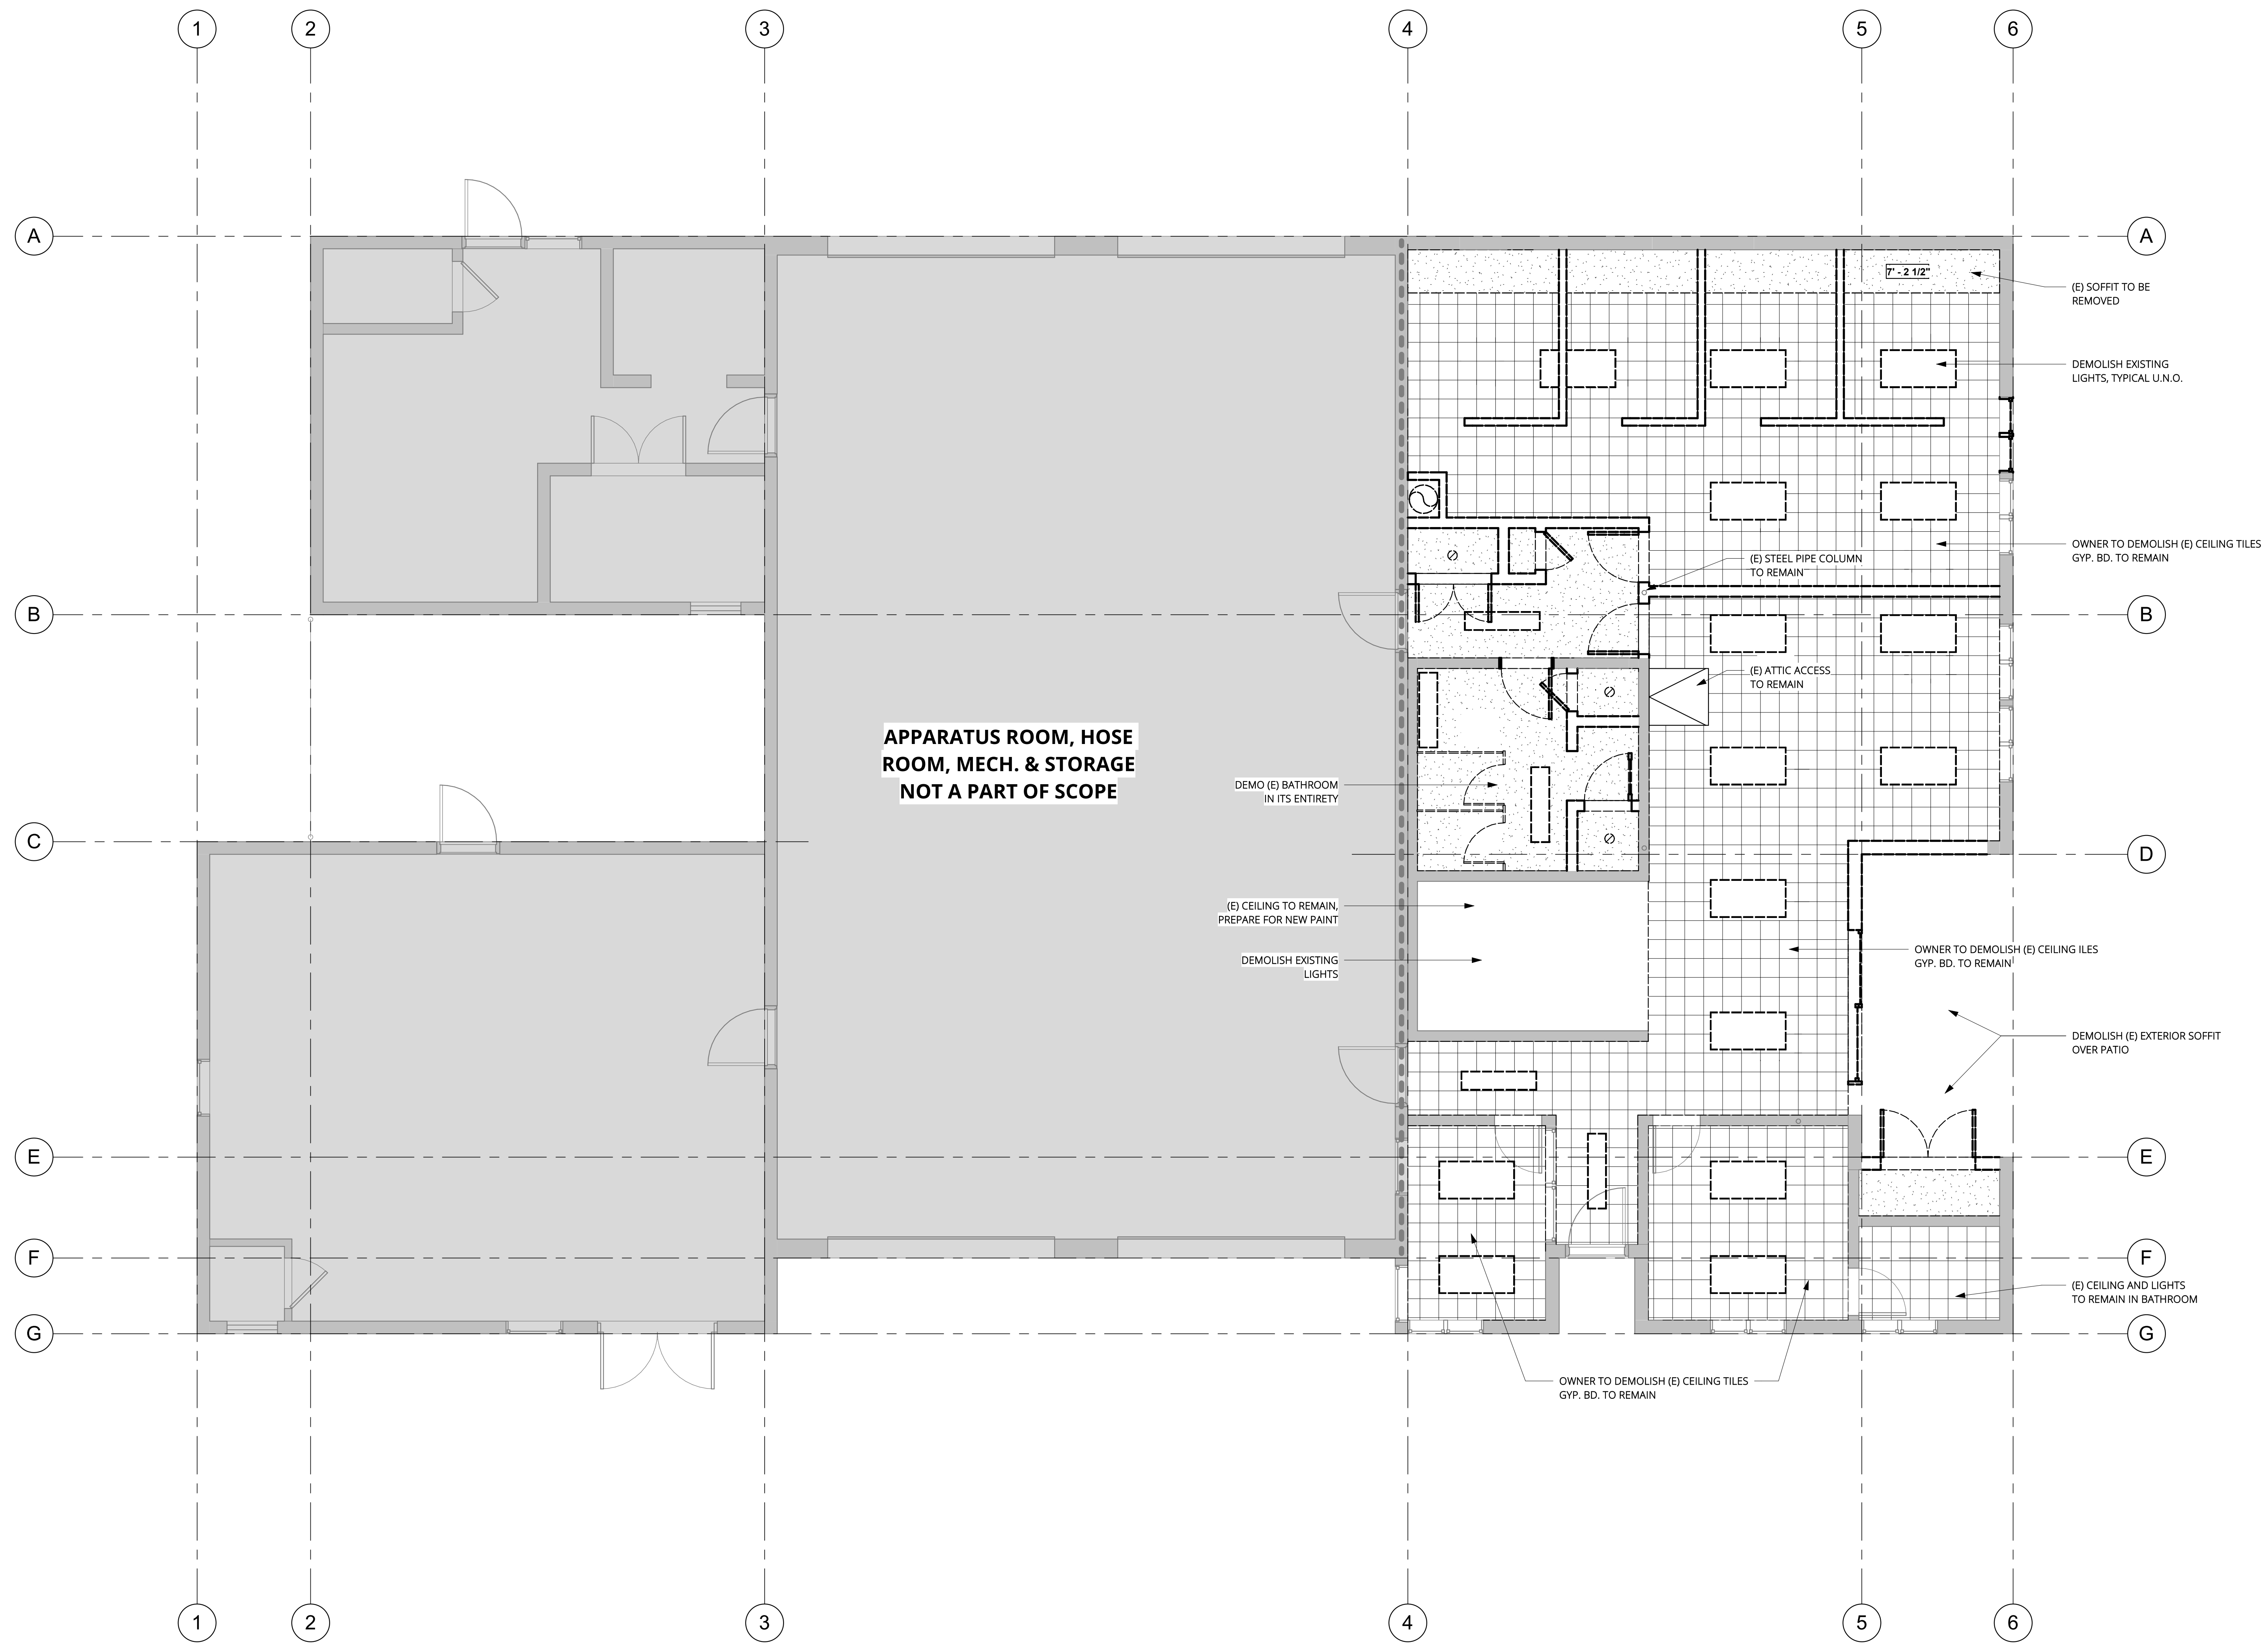 1
2
3
4
5
6
A
A
7' - 2 1/2"
(E) SOFFIT TO BE
REMOVED
DEMOLISH EXISTING
LIGHTS, TYPICAL U.N.O.
OWNER TO DEMOLISH (E) CEILING TILES
GYP. BD. TO REMAIN
(E) STEEL PIPE COLUMN
TO REMAIN
B
B
(E) ATTIC ACCESS
TO REMAIN
APPARATUS ROOM, HOSE
ROOM, MECH. & STORAGE
NOT A PART OF SCOPE
DEMO (E) BATHROOM
IN ITS ENTIRETY
C
D
(E) CEILING TO REMAIN,
PREPARE FOR NEW PAINT
DEMOLISH EXISTING
LIGHTS
OWNER TO DEMOLISH (E) CEILING ILES
GYP. BD. TO REMAIN
DEMOLISH (E) EXTERIOR SOFFIT
OVER PATIO
E
E
F
F
(E) CEILING AND LIGHTS
TO REMAIN IN BATHROOM
G
G
OWNER TO DEMOLISH (E) CEILING TILES
GYP. BD. TO REMAIN
1
2
3
4
5
6